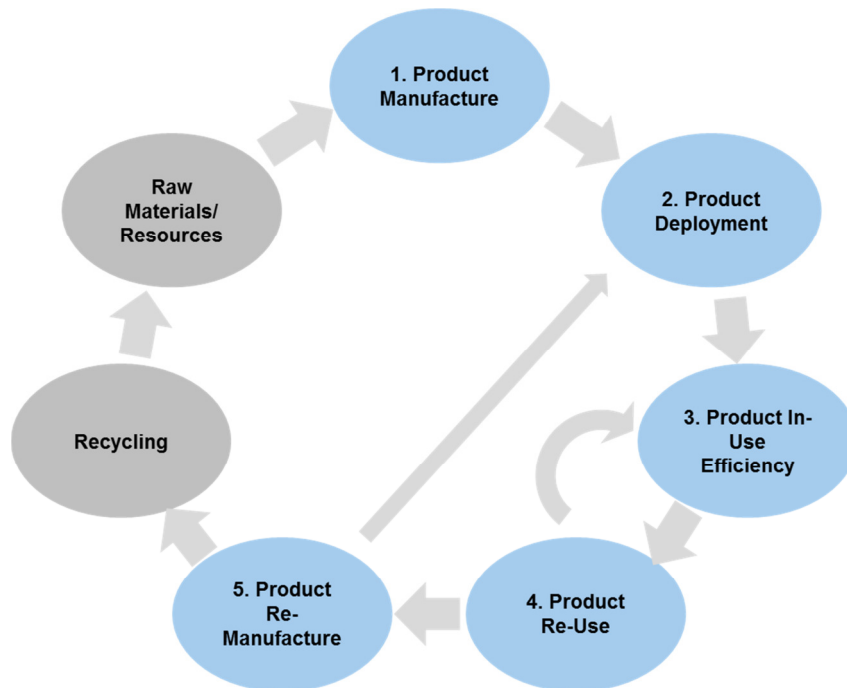 1. Product
Manufacture
2. Product
Deployment
3. Product In-
Use
Efficiency
4. Product
Re-Use
5. Product
Re-
Manufacture
Recycling
Raw
Materials/
Resources